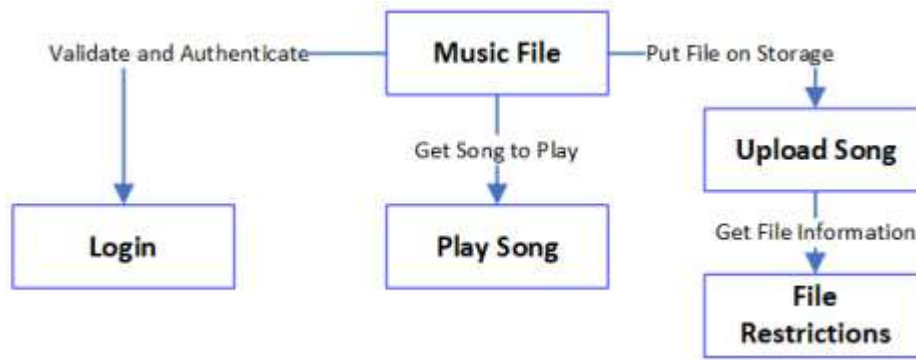 Validate and Authenticate
Music File
Put File on Storage
Get Song to Play
Upload Song
Login
Play Song
Get File Information
File
Restrictions